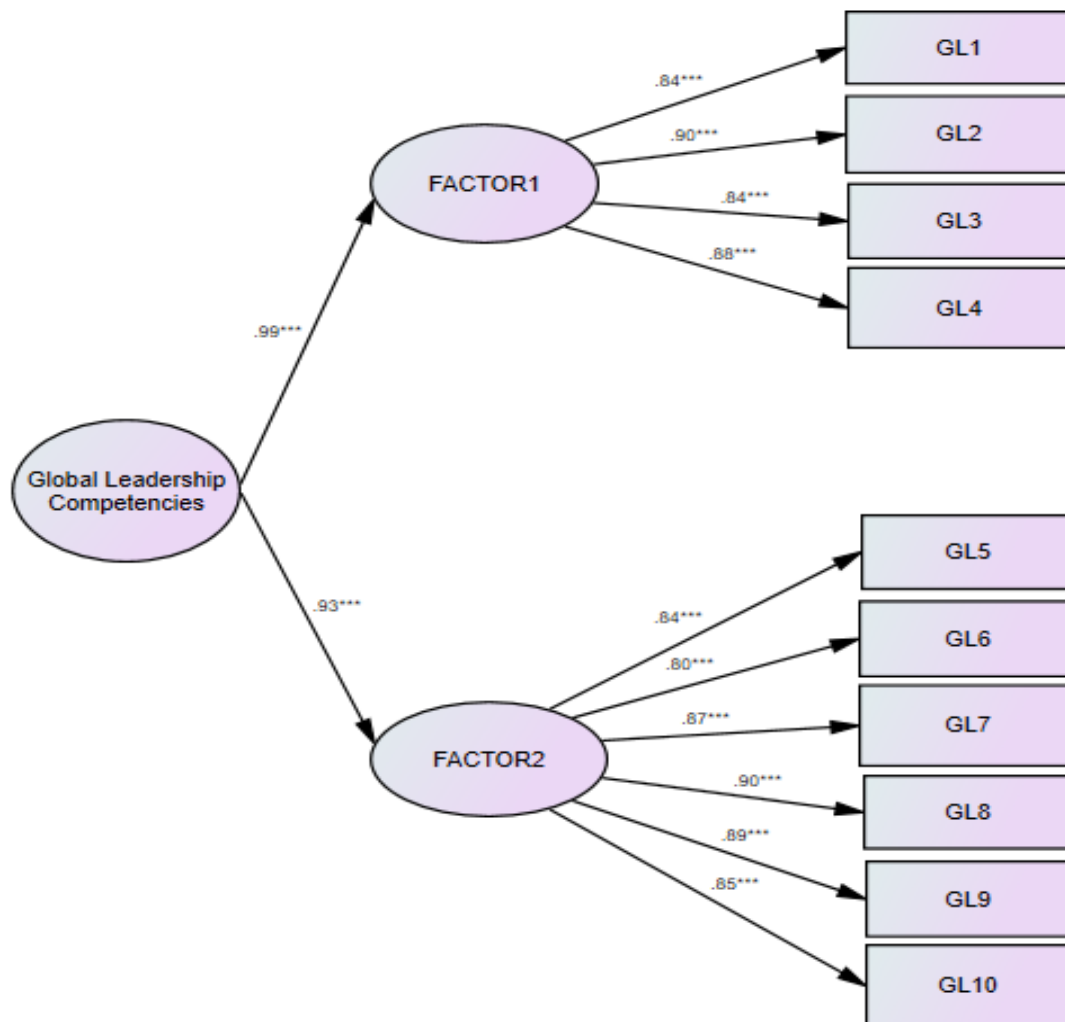 GL1
.84***
GL2
.90***
FACTOR1
.84***
GL3
.88***
GL4
.99***
Global Leadership
Competencies
GL5
.93***
.84***
GL6
.80***
.87***
GL7
FACTOR2
.90***
GL8
.89***
.85***
GL9
GL10